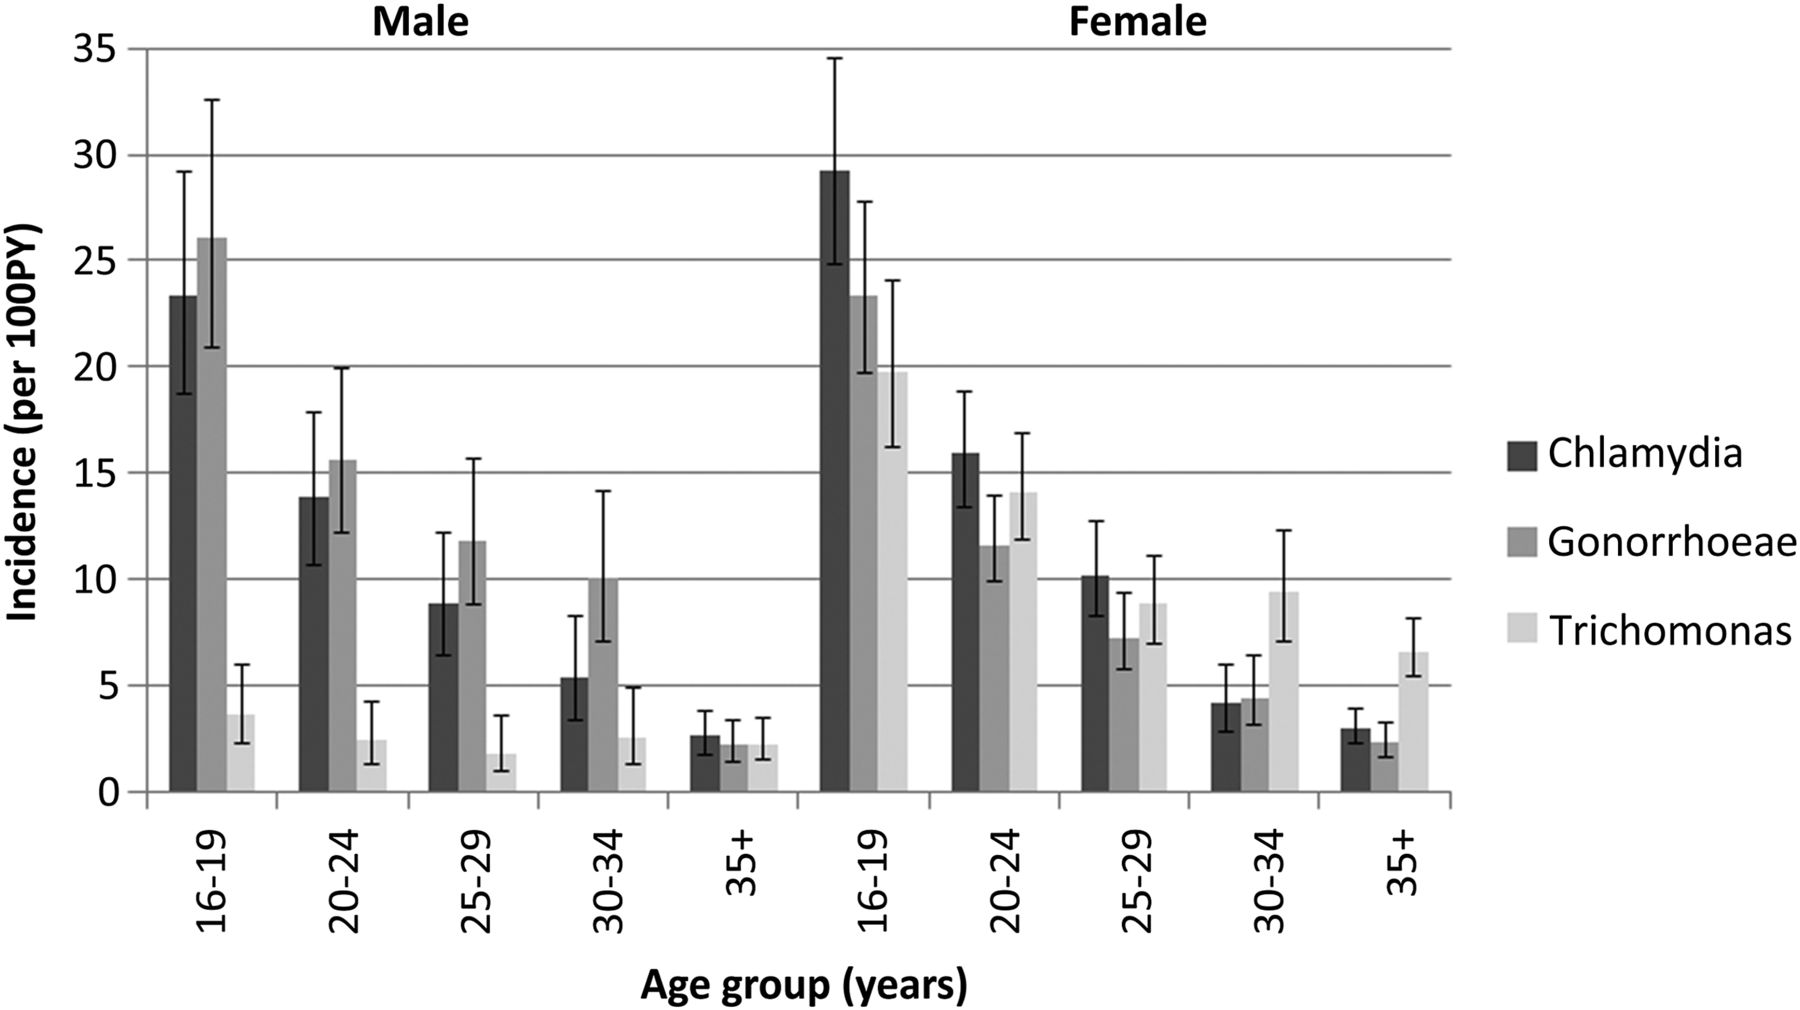 Male
Female
35
30
25
20
15
10
5
0
Incidence (per 100PY)
16-19
20-24
25-29
30-34
35+
16-19
20-24
25-29
30-34
35+
Age group (years)
Chlamydia
Gonorrhoeae
Trichomonas